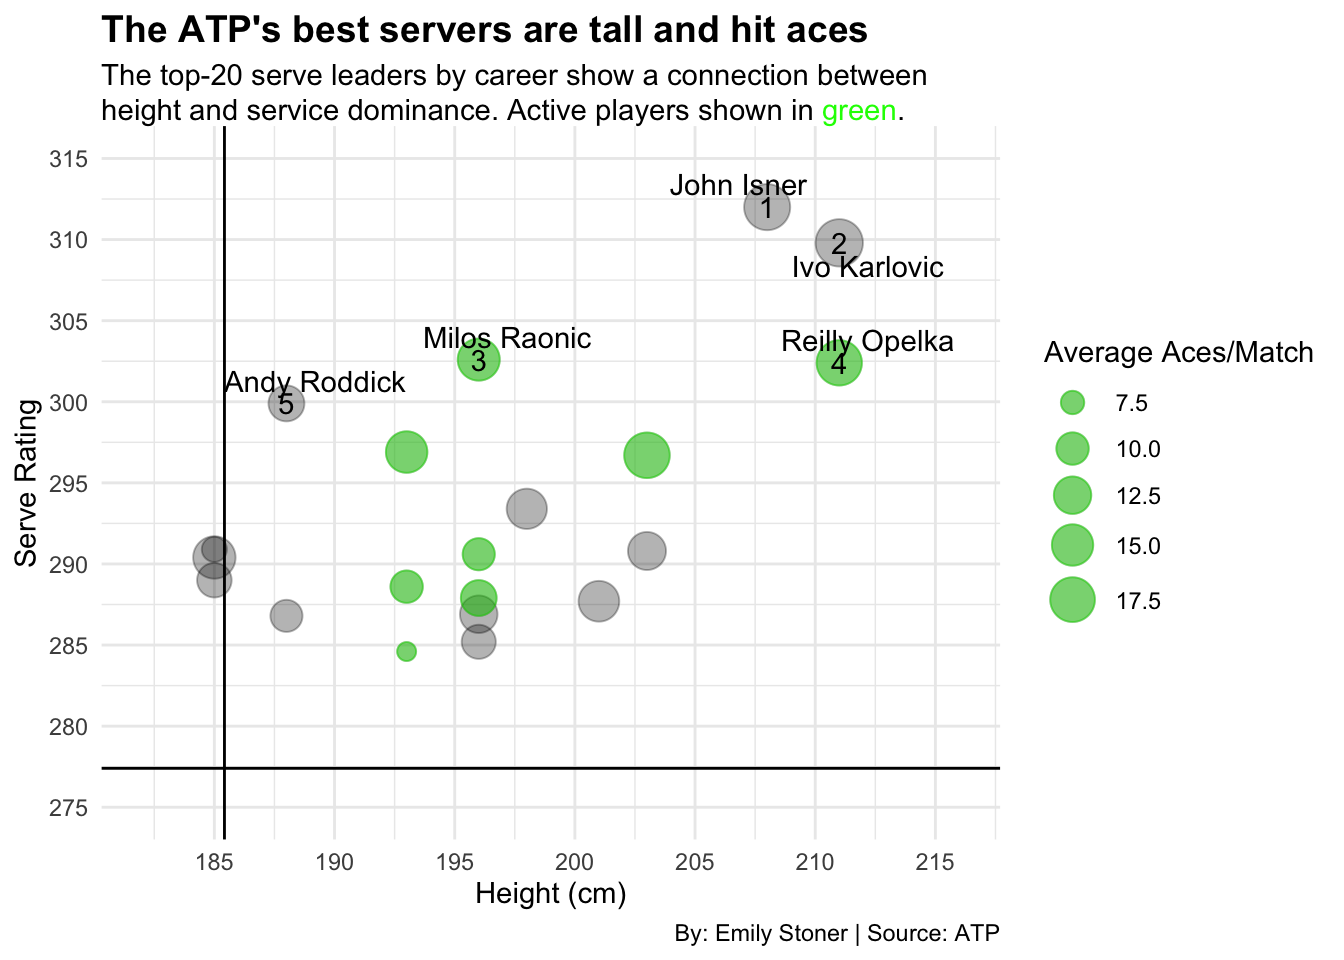 The ATP's best servers are tall and hit aces
The top-20 serve leaders by career show a connection between
height and service dominance. Active players shown in green.
315
310
305
300
295
290
285
280
275
Serve Rating
John Isner
1
2
Ivo Karlovic
Milos Raonic
3
Reilly Opelka
4
Andy Roddick
5
185
190
195
200
205
210
215
Height (cm)
Average Aces/Match
7.5
10.0
12.5
15.0
17.5
By: Emily Stoner | Source: ATP